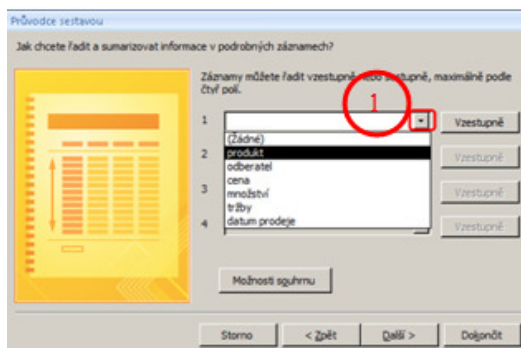 Průvodce sestavou
Jak chcete řadit a sumarizovat informace v podrobných záznamech?
Záznamy můžete řadit vzestupně nebo sestupně, maximálně podle
čtyř polí.
1
1 Vzestupně
(Žádné)
produkt
2 Vzestupně
odberatel
cena
3 množství Vzestupně
tržby
4 datum prodeje Vzestupně
Možnosti souhrnu
Storno < Zpět Další > Dokončit